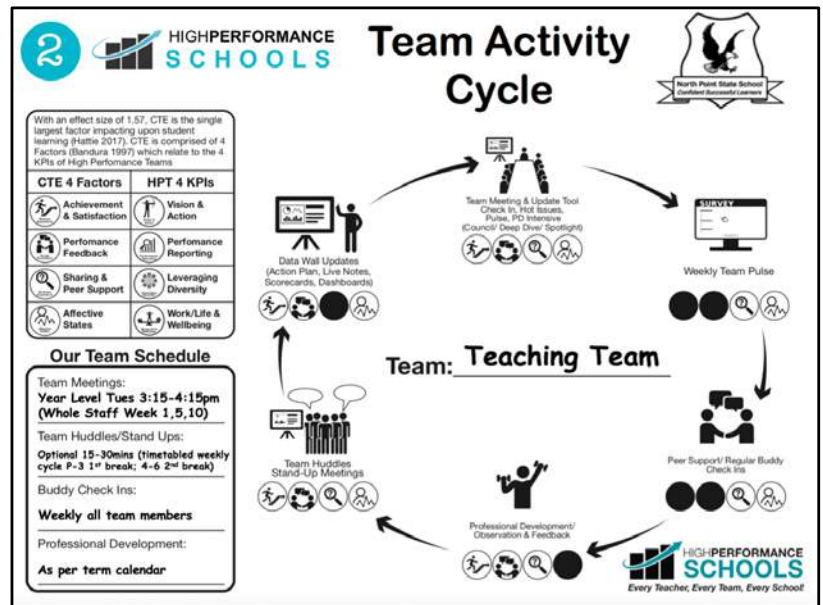 2
HIGHPERFORMANCE
SCHOOLS
Team Activity
Cycle
North Point State School
Confident Successful Learners
With an effect size of 1.57, CTE is the single
largest factor impacting upon student
learning (Hattie 2017). CTE is comprised of 4
Factors (Bandura 1997) which relate to the 4
KPIs of High Perfomance Teams
CTE 4 Factors
HPT 4 KPIs
Achievement
& Satisfaction
Vision &
Action
Perfomance
Feedback
Perfomance
Reporting
Sharing &
Peer Support
Leveraging
Diversity
Affective
States
Work/Life &
Wellbeing
Our Team Schedule
Team Meetings:
Year Level Tues 3:15-4:15pm
(Whole Staff Week 1,5,10)
Team Huddles/Stand Ups:
Optional 15-30mins (timetabled weekly
cycle P-3 1st break; 4-6 2nd break)
Buddy Check Ins:
Weekly all team members
Professional Development:
As per term calendar
Team Meeting & Update Tool
Check In, Hot Issues,
Pulse, PD Intensive
(Council/ Deep Dive/ Spotlight)
SURVEY
Weekly Team Pulse
Data Wall Updates
(Action Plan, Live Notes,
Scorecards, Dashboards)
Team: Teaching Team
Peer Support/ Regular Buddy
Check Ins
Team Huddles
Stand-Up Meetings
Professional Development/
Observation & Feedback
HIGHPERFORMANCE
SCHOOLS
Every Teacher, Every Team, Every School!